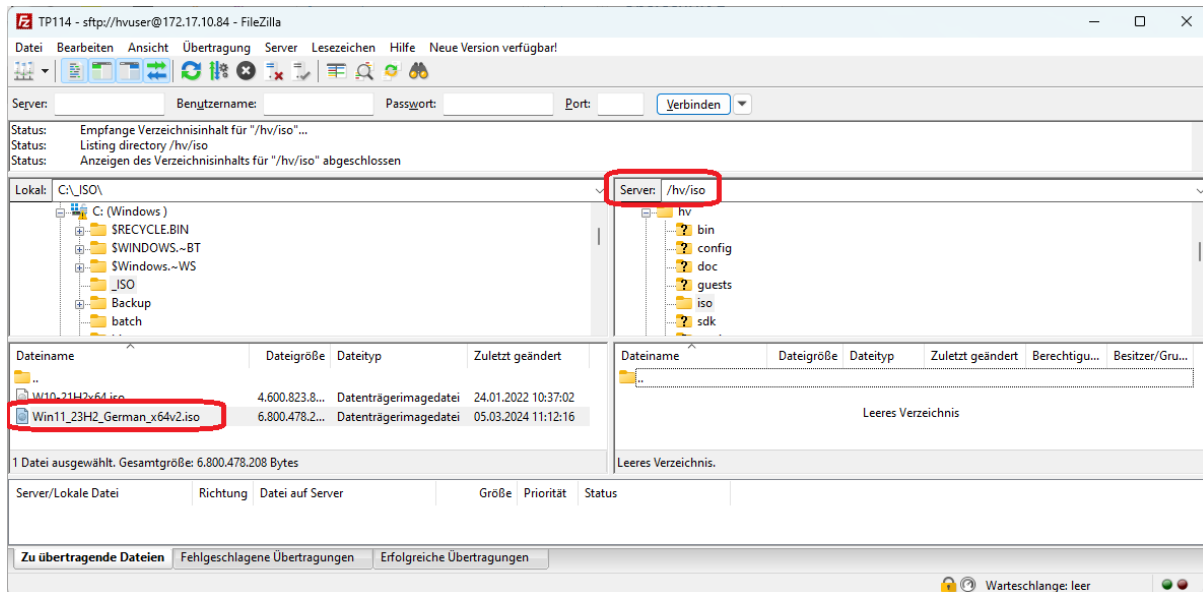 TP114 - sftp://hvuser@172.17.10.84 - FileZilla
Datei Bearbeiten Ansicht Übertragung Server Lesezeichen Hilfe Neue Version verfügbar!
Server: Benutzername: Passwort: Port: Verbinden
Status: Empfange Verzeichnisinhalt für "/hv/iso"...
Status: Listing directory /hv/iso
Status: Anzeigen des Verzeichnisinhalts für "/hv/iso" abgeschlossen
Lokal: C:\_ISO\
C: (Windows )
$RECYCLE.BIN
$WINDOWS.~BT
$Windows.~WS
_ISO
Backup
batch
Server: /hv/iso
hv
bin
config
doc
guests
iso
sdk
Dateiname Dateigröße Dateityp Zuletzt geändert
..
W10-21H2x64.iso 4.600.823.8... Datenträgerimagedatei 24.01.2022 10:37:02
Win11_23H2_German_x64v2.iso 6.800.478.2... Datenträgerimagedatei 05.03.2024 11:12:16
1 Datei ausgewählt. Gesamtgröße: 6.800.478.208 Bytes
Dateiname Dateigröße Dateityp Zuletzt geändert Berechtigu... Besitzer/Gru...
..
Leeres Verzeichnis
Leeres Verzeichnis.
Server/Lokale Datei Richtung Datei auf Server Größe Priorität Status
Zu übertragende Dateien Fehlgeschlagene Übertragungen Erfolgreiche Übertragungen
Warteschlange: leer